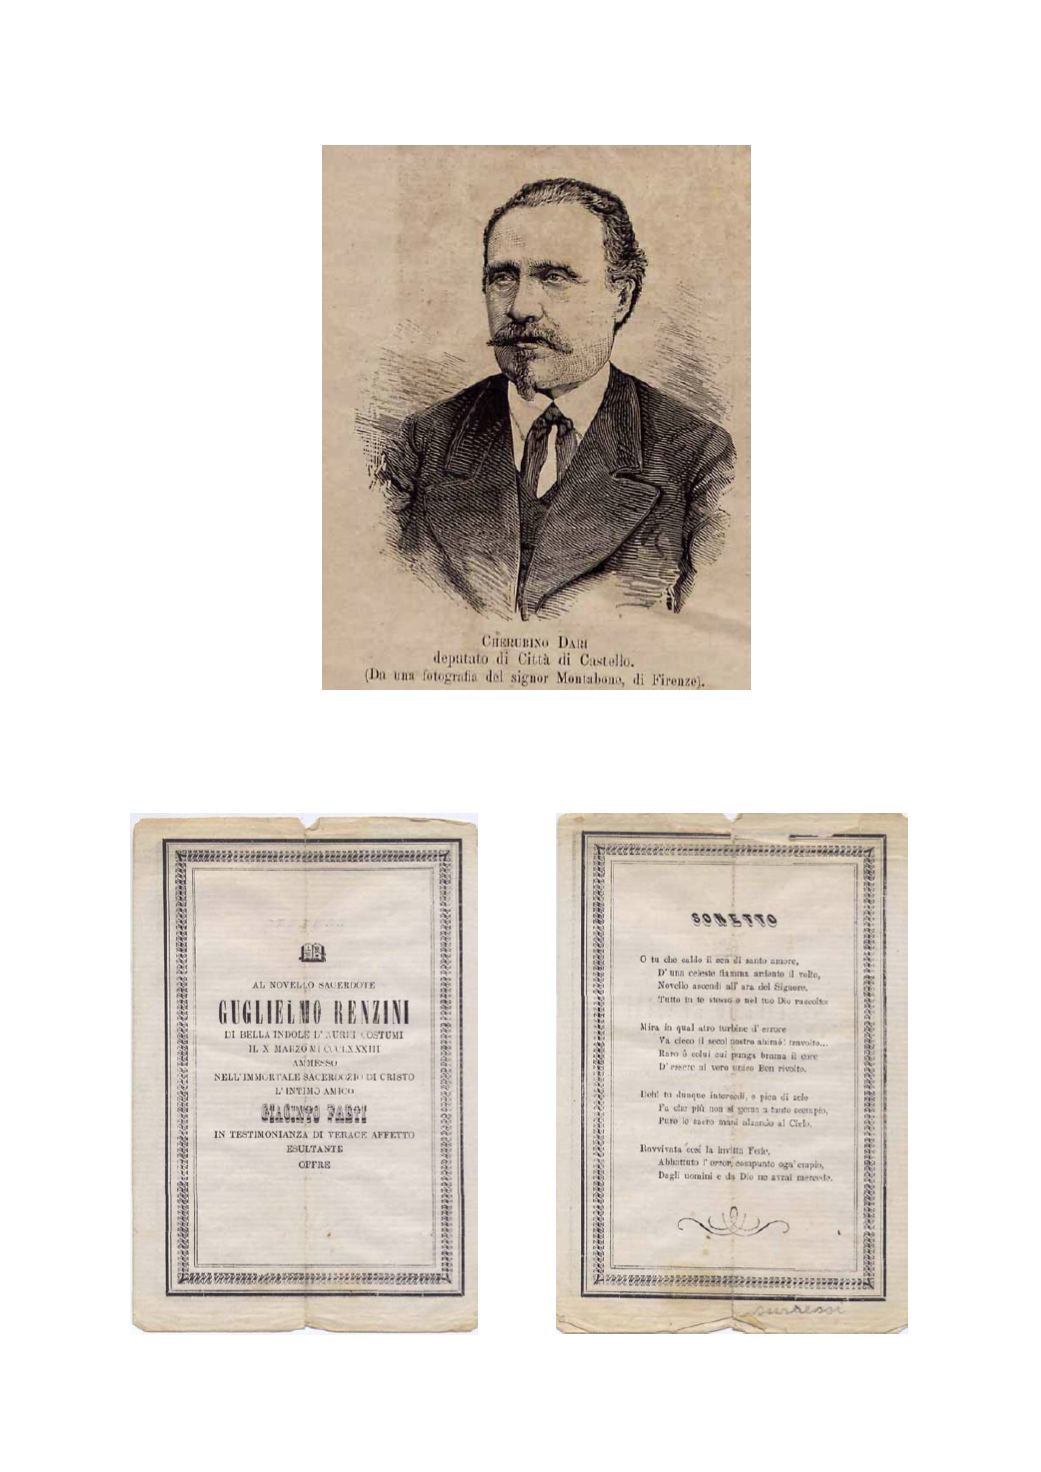 CHERUBINO DARI
deputato di Città di Castello.
(Da una fotografia del signor Montabone, di Firenze).
AL NOVELLO SACERDOTE
GUGLIELMO RENZINI
DI BELLA INDOLE D'AUREI COSTUMI
IL X MARZO MDCCCLXXXIII
AMMESSO
NELL'IMMORTALE SACERDOZIO DI CRISTO
L'INTIMO AMICO
GIACINTO FARTI
IN TESTIMONIANZA DI VERACE AFFETTO
ESULTANTE
OFFRE
SONETTO
O tu che caldo il sen di santo amore,
D' una celeste fiamma ardente il volto,
Novello ascendi all' ara del Signore,
Tutto in te stesso e nel tuo Dio raccolto:
Mira in qual atro turbine d' errore
Va cieco il secol nostro ahimè! travolto...
Raro è colui cui punga brama il core
D' essere al vero unico Ben rivolto.
Deh! tu dunque intercedi, e pien di zelo
Fa che più non si gema a tanto scempio,
Pure le sacre mani alzando al Cielo.
Ravvivata così la invitta Fede,
Abbattuto l' error, compunto ogn' empio,
Dagli uomini e da Dio ne avrai mercede.